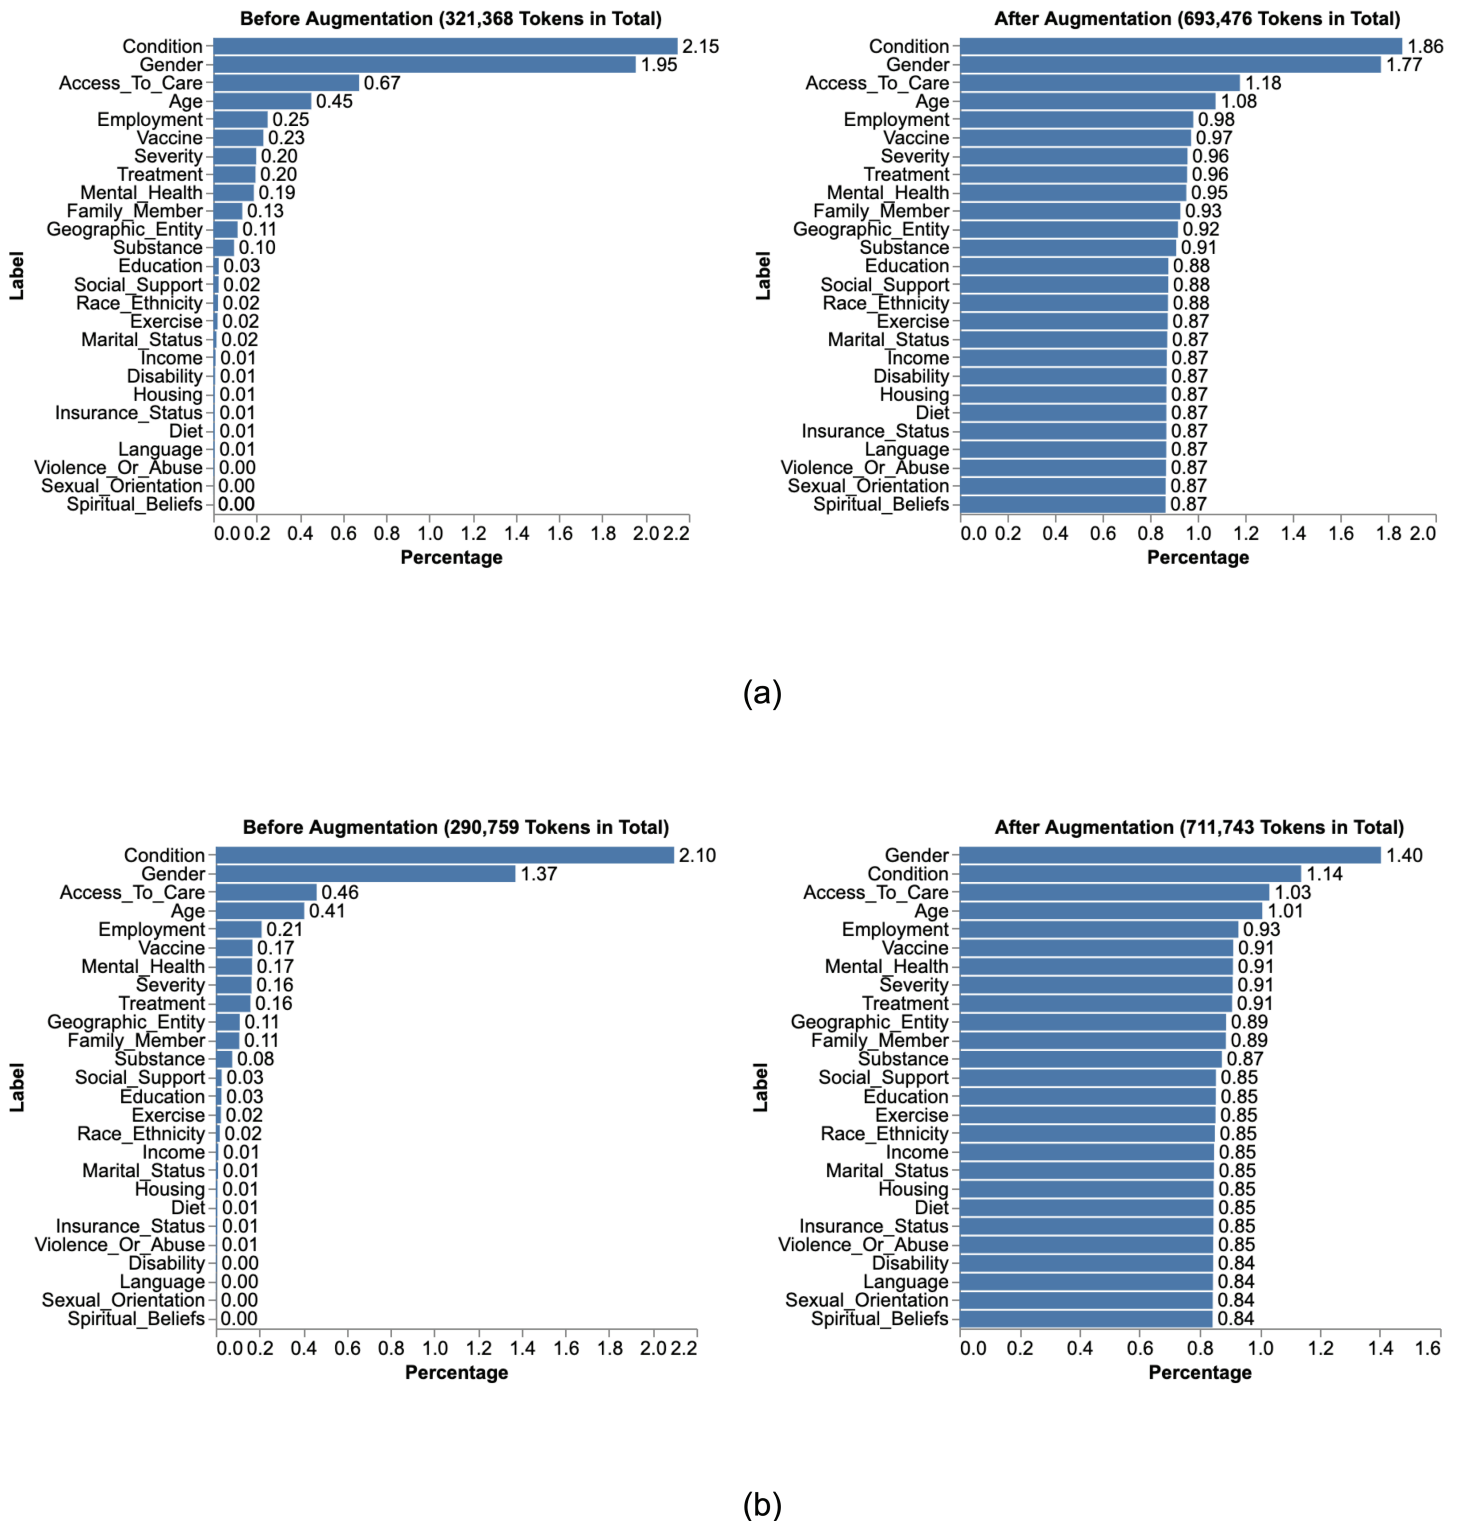 Before Augmentation (321,368 Tokens in Total)
Condition 2.15
Gender 1.95
Access_To_Care 0.67
Age 0.45
Employment 0.25
Vaccine 0.23
Severity 0.20
Treatment 0.20
Mental_Health 0.19
Family_Member 0.13
Geographic_Entity 0.11
Substance 0.10
Education 0.03
Social_Support 0.02
Race_Ethnicity 0.02
Exercise 0.02
Marital_Status 0.02
Income 0.01
Disability 0.01
Housing 0.01
Insurance_Status 0.01
Diet 0.01
Language 0.01
Violence_Or_Abuse 0.00
Sexual_Orientation 0.00
Spiritual_Beliefs 0.00
Label
0.0 0.2 0.4 0.6 0.8 1.0 1.2 1.4 1.6 1.8 2.0 2.2
Percentage
After Augmentation (693,476 Tokens in Total)
Condition 1.86
Gender 1.77
Access_To_Care 1.18
Age 1.08
Employment 0.98
Vaccine 0.97
Severity 0.96
Treatment 0.96
Mental_Health 0.95
Family_Member 0.93
Geographic_Entity 0.92
Substance 0.91
Education 0.88
Social_Support 0.88
Race_Ethnicity 0.88
Exercise 0.87
Marital_Status 0.87
Income 0.87
Disability 0.87
Housing 0.87
Diet 0.87
Insurance_Status 0.87
Language 0.87
Violence_Or_Abuse 0.87
Sexual_Orientation 0.87
Spiritual_Beliefs 0.87
Label
0.0 0.2 0.4 0.6 0.8 1.0 1.2 1.4 1.6 1.8 2.0
Percentage
(a)
Before Augmentation (290,759 Tokens in Total)
Condition 2.10
Gender 1.37
Access_To_Care 0.46
Age 0.41
Employment 0.21
Vaccine 0.17
Mental_Health 0.17
Severity 0.16
Treatment 0.16
Geographic_Entity 0.11
Family_Member 0.11
Substance 0.08
Social_Support 0.03
Education 0.03
Exercise 0.02
Race_Ethnicity 0.02
Income 0.01
Marital_Status 0.01
Housing 0.01
Diet 0.01
Insurance_Status 0.01
Violence_Or_Abuse 0.01
Disability 0.00
Language 0.00
Sexual_Orientation 0.00
Spiritual_Beliefs 0.00
Label
0.0 0.2 0.4 0.6 0.8 1.0 1.2 1.4 1.6 1.8 2.0 2.2
Percentage
After Augmentation (711,743 Tokens in Total)
Gender 1.40
Condition 1.14
Access_To_Care 1.03
Age 1.01
Employment 0.93
Vaccine 0.91
Mental_Health 0.91
Severity 0.91
Treatment 0.91
Geographic_Entity 0.89
Family_Member 0.89
Substance 0.87
Social_Support 0.85
Education 0.85
Exercise 0.85
Race_Ethnicity 0.85
Income 0.85
Marital_Status 0.85
Housing 0.85
Diet 0.85
Insurance_Status 0.85
Violence_Or_Abuse 0.85
Disability 0.84
Language 0.84
Sexual_Orientation 0.84
Spiritual_Beliefs 0.84
Label
0.0 0.2 0.4 0.6 0.8 1.0 1.2 1.4 1.6
Percentage
(b)